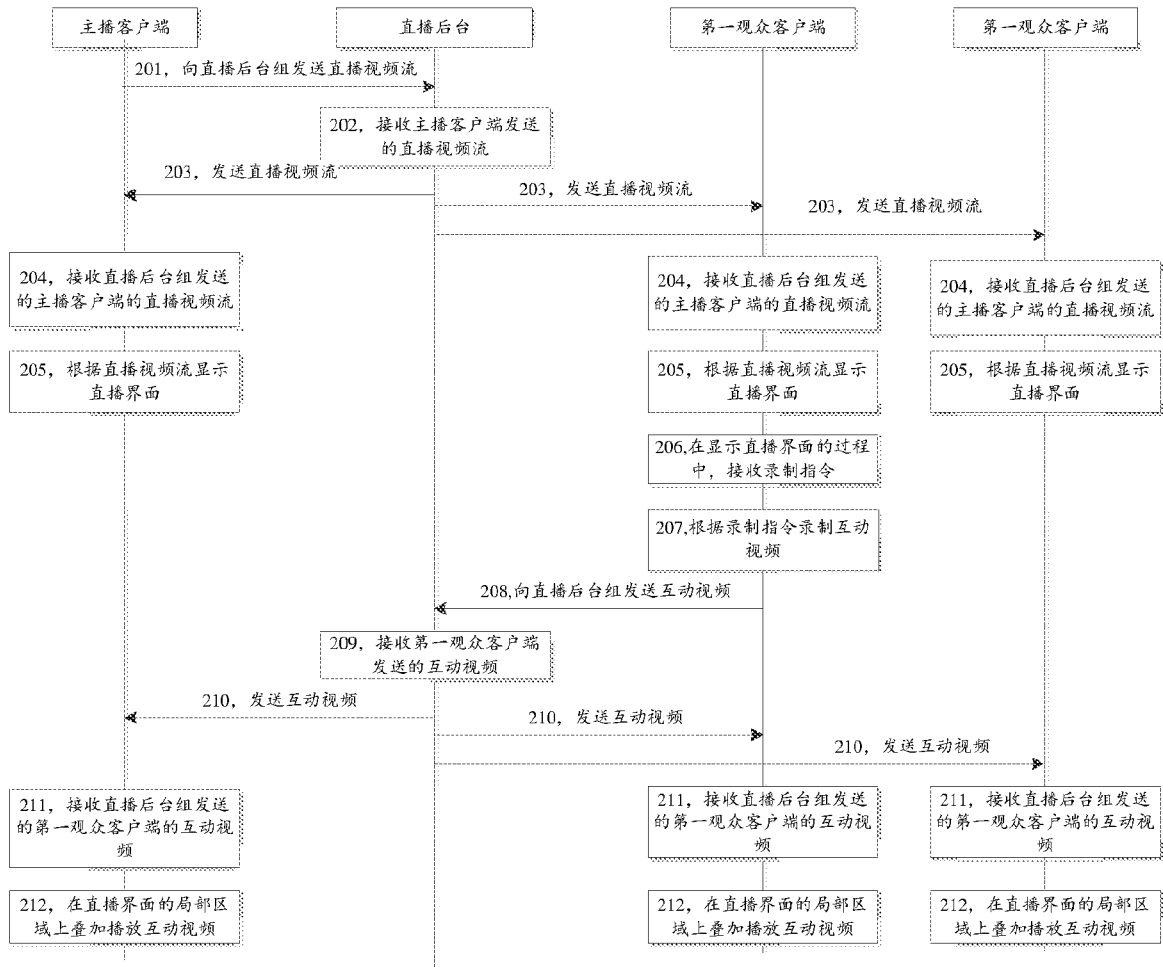 主播客户端
直播后台
第一观众客户端
第一观众客户端
201，向直播后台组发送直播视频流
202，接收主播客户端发送
的直播视频流
203，发送直播视频流
203，发送直播视频流
203，发送直播视频流
204，接收直播后台组发送
的主播客户端的直播视频流
204，接收直播后台组发送
的主播客户端的直播视频流
204，接收直播后台组发送
的主播客户端的直播视频流
205，根据直播视频流显示
直播界面
205，根据直播视频流显示
直播界面
205，根据直播视频流显示
直播界面
206,在显示直播界面的过程
中，接收录制指令
207,根据录制指令录制互动
视频
208,向直播后台组发送互动视频
209，接收第一观众客户端
发送的互动视频
210，发送互动视频
210，发送互动视频
210，发送互动视频
211，接收直播后台组发送
的第一观众客户端的互动视
频
211，接收直播后台组发送
的第一观众客户端的互动视
频
211，接收直播后台组发送
的第一观众客户端的互动视
频
212，在直播界面的局部区
域上叠加播放互动视频
212，在直播界面的局部区
域上叠加播放互动视频
212，在直播界面的局部区
域上叠加播放互动视频